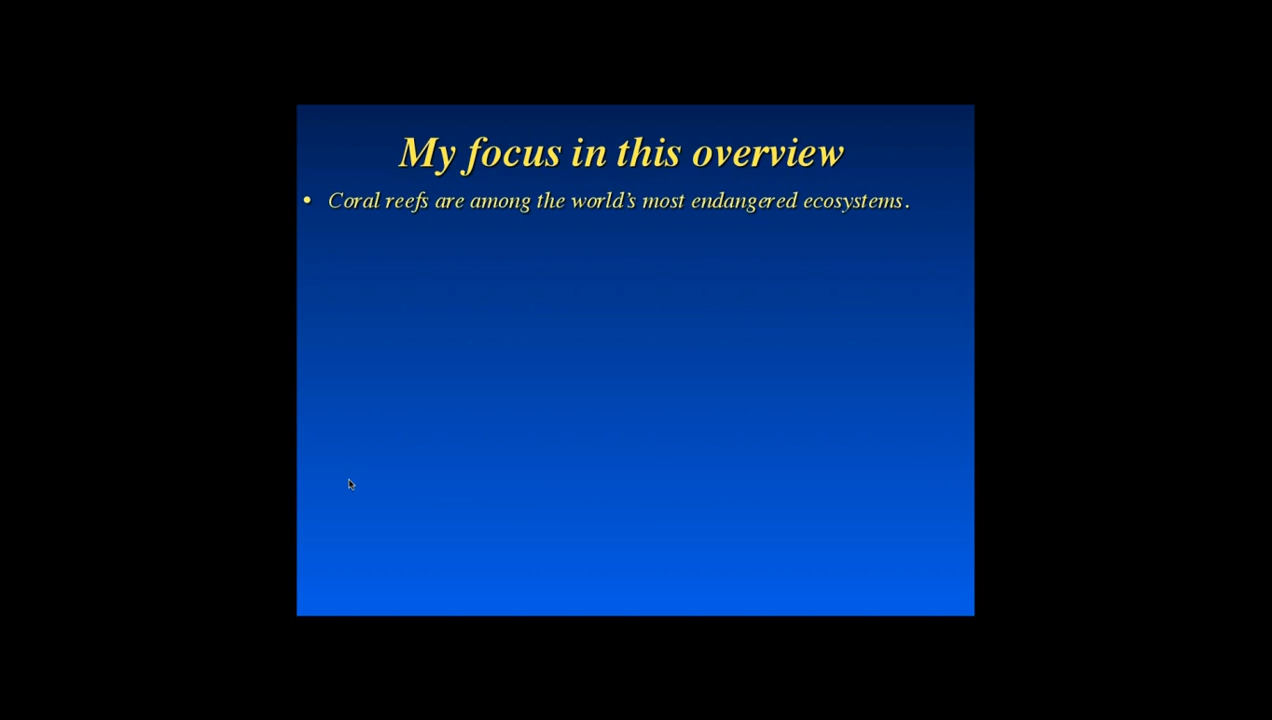 My focus in this overview
• Coral reefs are among the world’s most endangered ecosystems.